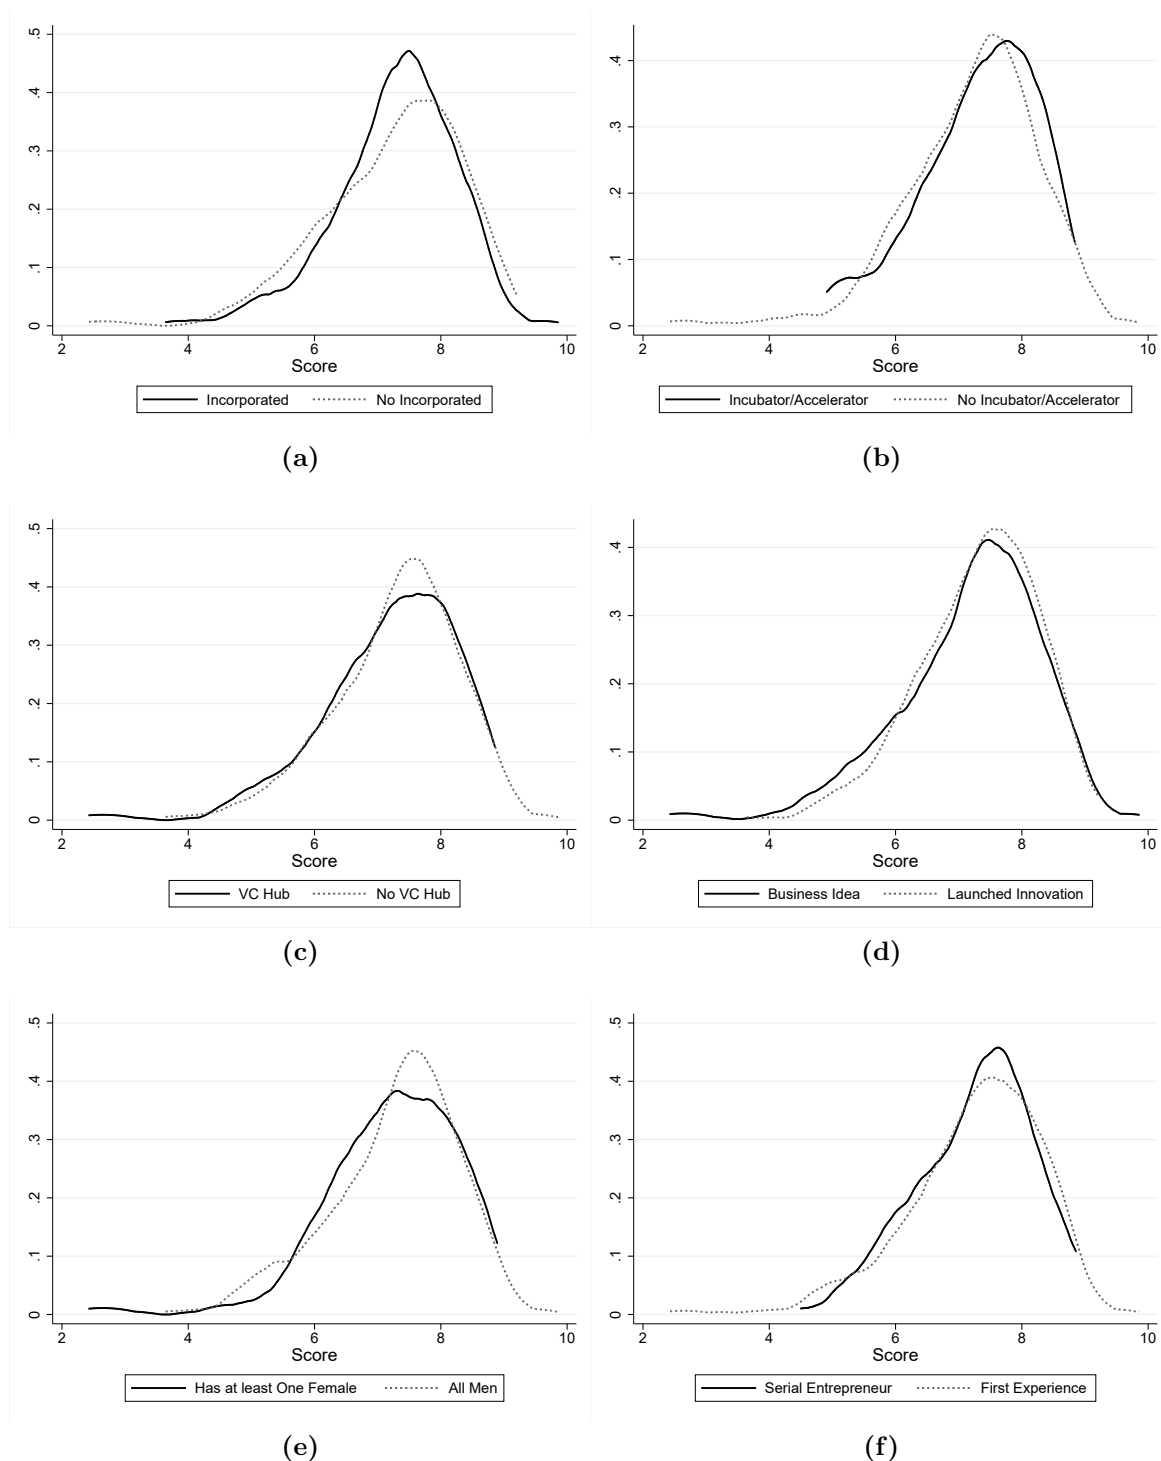 .5
.4
.3
.2
.1
0
2 4 6 8 10
Score
Incorporated No Incorporated
(a)
.4
.3
.2
.1
0
2 4 6 8 10
Score
Incubator/Accelerator No Incubator/Accelerator
(b)
.5
.4
.3
.2
.1
0
2 4 6 8 10
Score
VC Hub No VC Hub
(c)
.4
.3
.2
.1
0
2 4 6 8 10
Score
Business Idea Launched Innovation
(d)
.5
.4
.3
.2
.1
0
2 4 6 8 10
Score
Has at least One Female All Men
(e)
.5
.4
.3
.2
.1
0
2 4 6 8 10
Score
Serial Entrepreneur First Experience
(f)